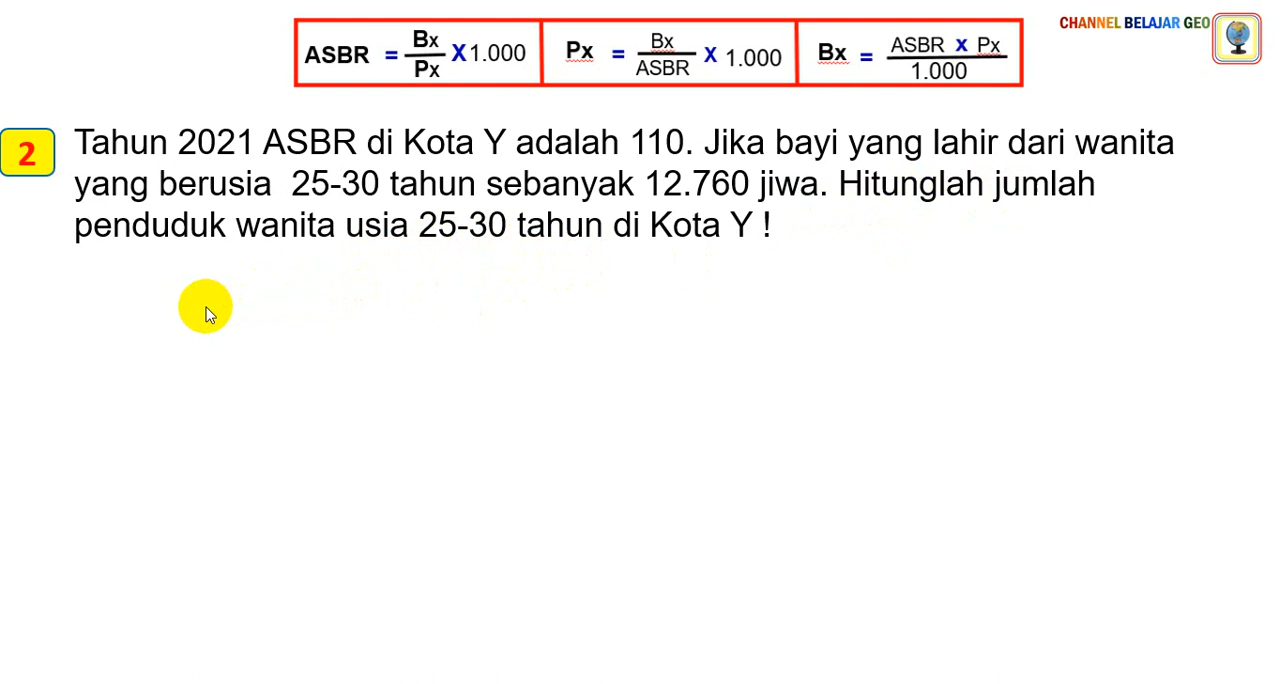 CHANNEL BELAJAR GEO
ASBR = Bx / Px X 1.000
Px = Bx / ASBR X 1.000
Bx = ASBR x Px / 1.000
2
Tahun 2021 ASBR di Kota Y adalah 110. Jika bayi yang lahir dari wanita
yang berusia 25-30 tahun sebanyak 12.760 jiwa. Hitunglah jumlah
penduduk wanita usia 25-30 tahun di Kota Y !